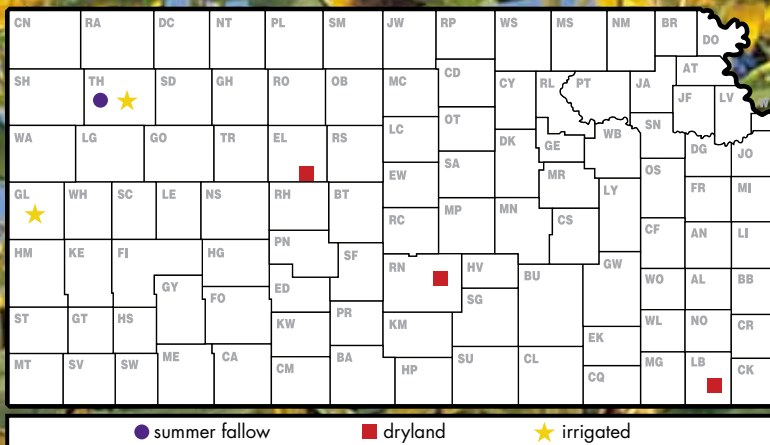 CN RA DC NT PL SM JW RP WS MS NM BR DO
SH TH SD GH RO OB MC CD CY RL PT JA AT
JF LV
WA LG GO TR EL RS LC OT DK GE WB SN DG JO
EW SA MR OS
GL WH SC LE NS RH BT RC MP MN CS LY FR MI
HM KE FI HG PN SF RN HV BU GW CF AN LI
GY FO ED SG WO AL BB
ST GT HS KW PR KM EK WL NO CR
MT SV SW ME CA CM BA HP SU CL CQ MG LB CK
summer fallow dryland irrigated